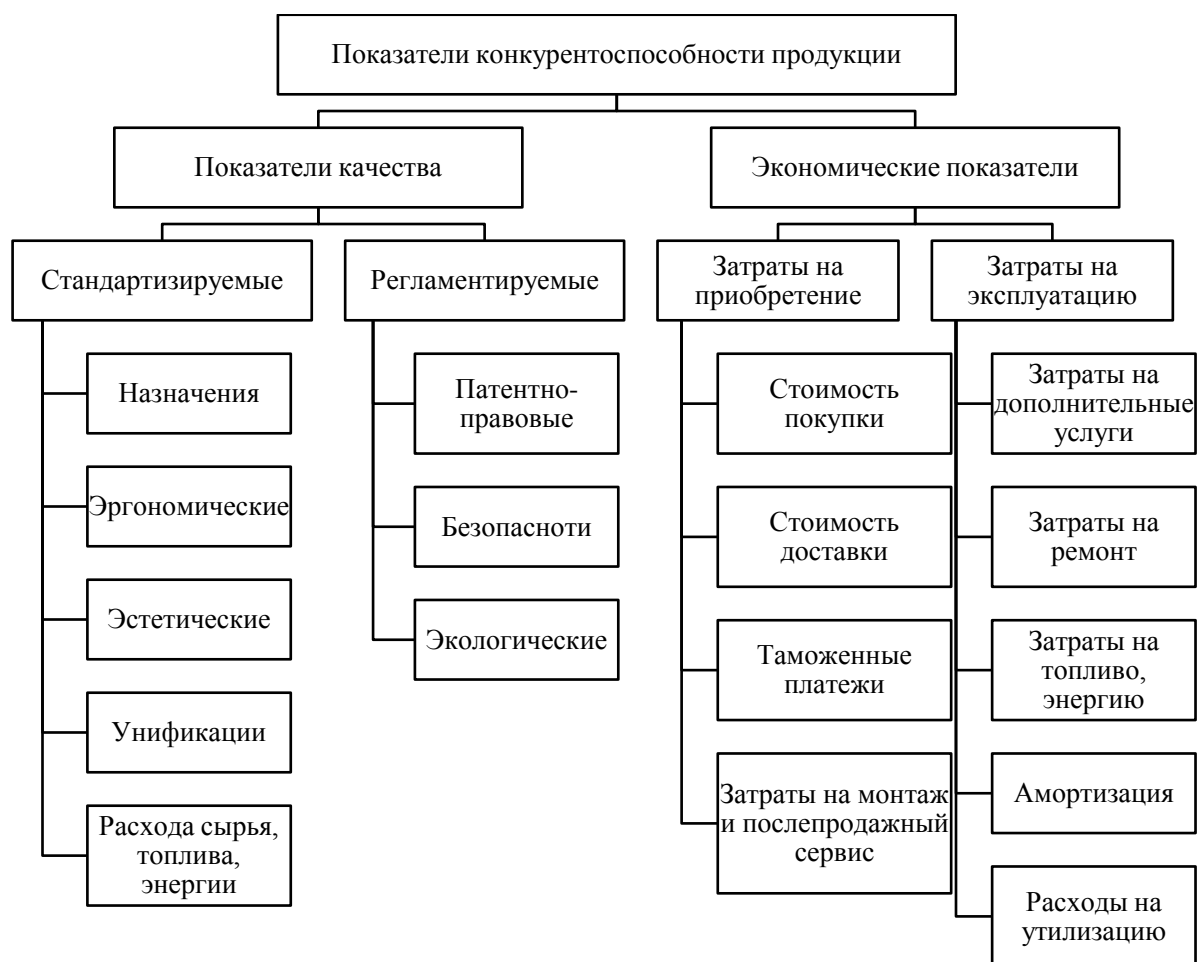 Показатели конкурентоспособности продукции
Показатели качества
Экономические показатели
Стандартизируемые
Регламентируемые
Затраты на
приобретение
Затраты на
эксплуатацию
Назначения
Эргономические
Эстетические
Унификации
Расхода сырья,
топлива,
энергии
Патентно-
правовые
Безопасноти
Экологические
Стоимость
покупки
Стоимость
доставки
Таможенные
платежи
Затраты на монтаж
и послепродажный
сервис
Затраты на
дополнительные
услуги
Затраты на
ремонт
Затраты на
топливо,
энергию
Амортизация
Расходы на
утилизацию